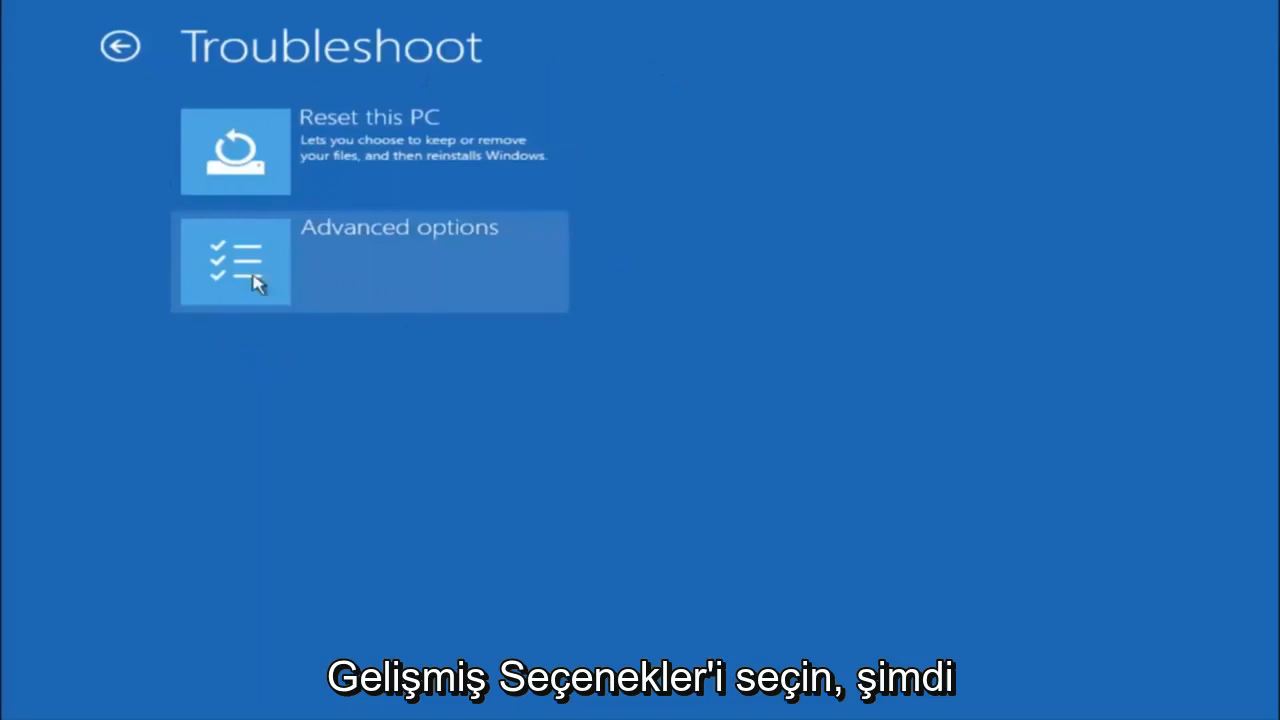 Troubleshoot
Reset this PC
Lets you choose to keep or remove
your files, and then reinstalls Windows.
Advanced options
Gelişmiş Seçenekler'i seçin, şimdi